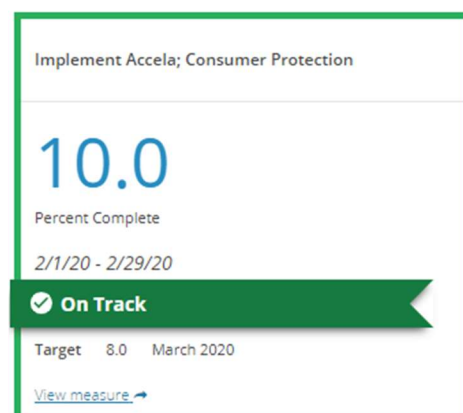 Implement Accela; Consumer Protection
10.0
Percent Complete
2/1/20 - 2/29/20
On Track
Target 8.0 March 2020
View measure